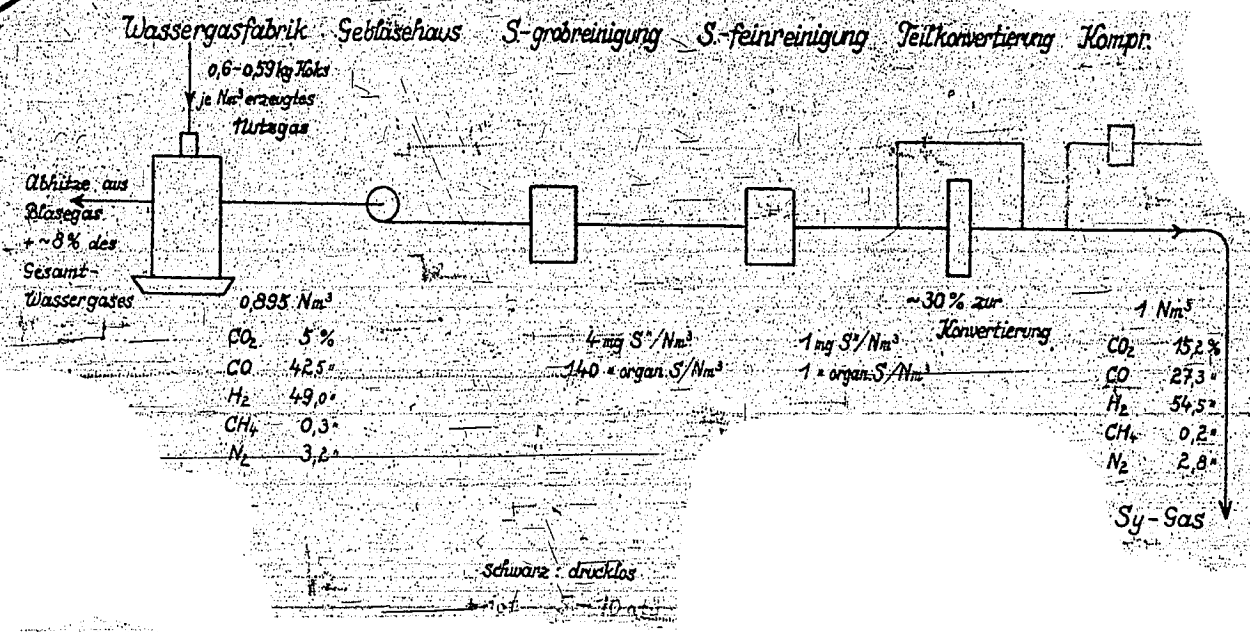 Wassergasfabrik Gebläsehaus S-grobreinigung S.-feinreinigung Teilkonvertierung Kompr.
0,6-0,59 kg Koks
je Nm³ erzeugtes
Nutzgas
Abhitze aus
Blasegas
+ ~8% des
Gesamt-
Wassergases
0,895 Nm³
CO₂ 5 %
CO 42,5 "
H₂ 49,0 "
CH₄ 0,3 "
N₂ 3,2 "
4 mg S"/Nm³
140 " organ. S/Nm³
1 mg S"/Nm³
1 " organ. S/Nm³
~30% zur
Konvertierung
1 Nm³
CO₂ 15,2 %
CO 27,3 "
H₂ 54,5 "
CH₄ 0,2 "
N₂ 2,8 "
Sy-Gas
schwarz : drucklos